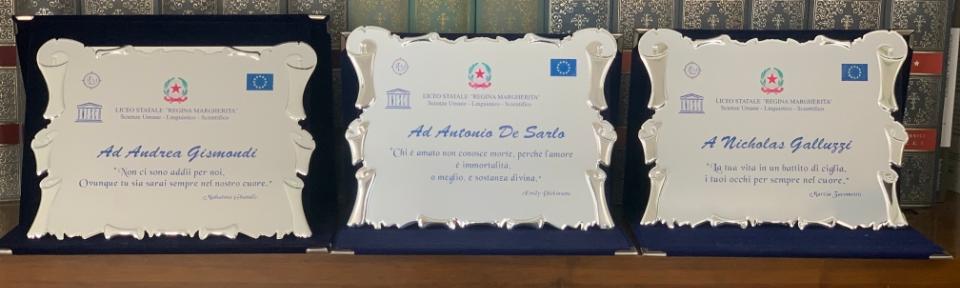 LICEO STATALE "REGINA MARGHERITA"
Scienze Umane - Linguistico - Scientifico
Ad Andrea Gismondi
"Non ci sono addii per noi,
Ovunque tu sia sarai sempre nel nostro cuore."
Mahatma Ghandi
LICEO STATALE "REGINA MARGHERITA"
Scienze Umane - Linguistico - Scientifico
Ad Antonio De Sarlo
"Chi è amato non conosce morte, perchè l'amore
è immortalità,
o meglio, è sostanza divina."
Emily Dickinson
LICEO STATALE "REGINA MARGHERITA"
Scienze Umane - Linguistico - Scientifico
A Nicholas Galluzzi
"La tua vita in un battito di ciglia,
i tuoi occhi per sempre nel cuore."